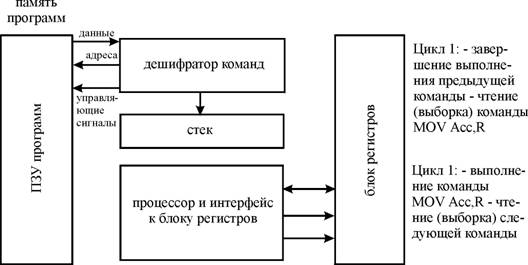 память
программ
данные
адреса
управля-
ющие
сигналы
ПЗУ программ
дешифратор команд
стек
процессор и интерфейс
к блоку регистров
блок регистров
Цикл 1: - завер-
шение выполне-
ния предыдущей
команды - чтение
(выборка) команды
MOV Acc,R
Цикл 1: - выполне-
ние команды
MOV Acc,R - чте-
ние (выборка) сле-
дующей команды